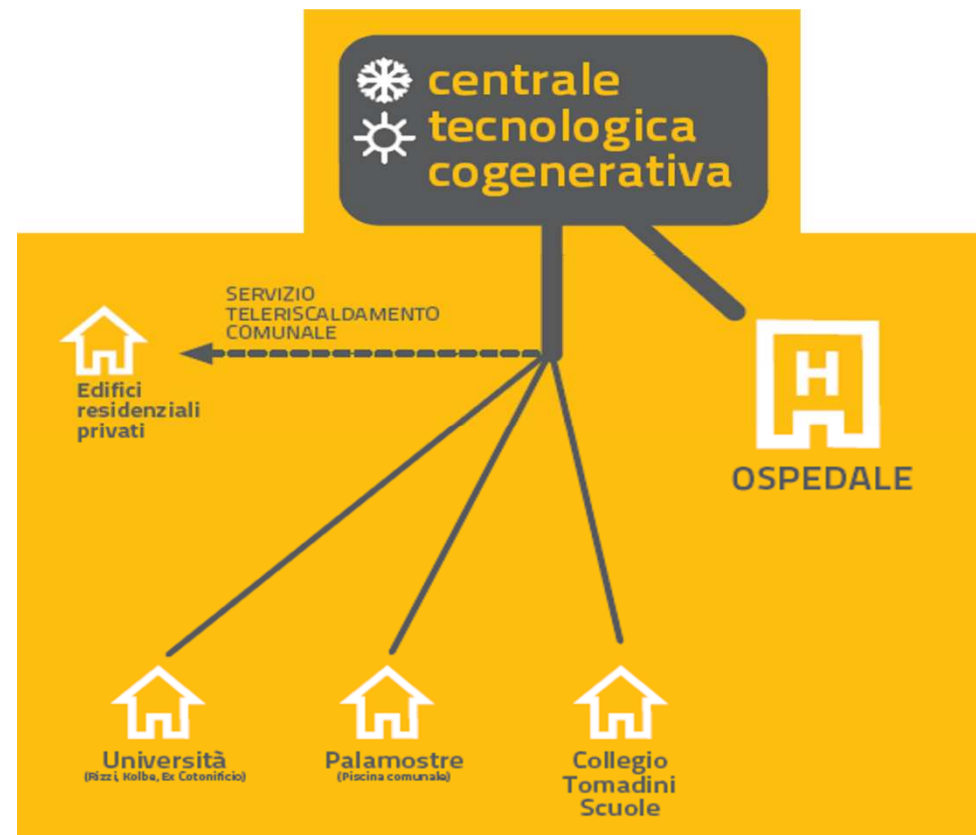 centrale
tecnologica
cogenerativa
SERVIZIO
TELERISCALDAMENTO
COMUNALE
Edifici
residenziali
privati
H
OSPEDALE
Università
(Rizzi, Kolbe, Ex Cotonificio)
Palamostre
(Piscina comunale)
Collegio
Tomadini
Scuole